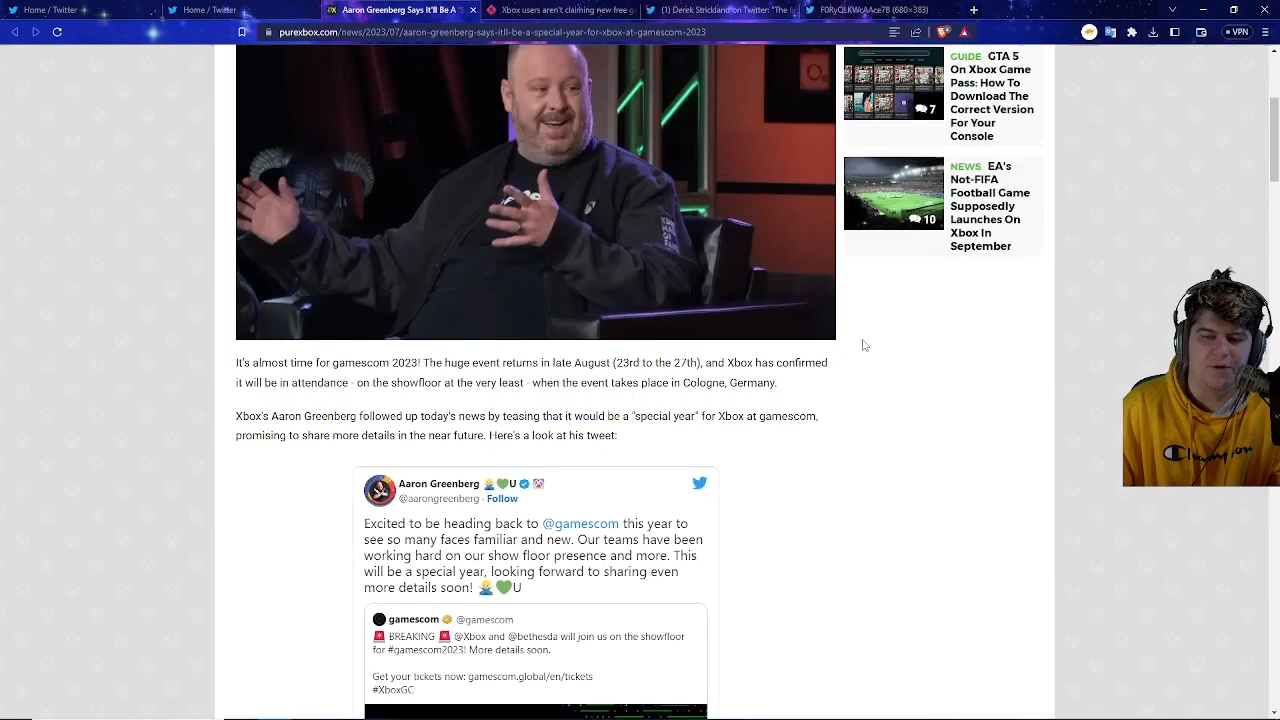 Home / Twitter
Home / Twitter
Aaron Greenberg Says It'll Be A "S
Xbox users aren't claiming new free g
(1) Derek Strickland on Twitter: "The la
F0RyQLKWcAAce7B (680×383)
purexbox.com/news/2023/07/aaron-greenberg-says-itll-be-a-special-year-for-xbox-at-gamescom-2023
VPN
GUIDE GTA 5
On Xbox Game
Pass: How To
Download The
Correct Version
For Your
Console
7
NEWS EA's
Not-FIFA
Football Game
Supposedly
Launches On
Xbox In
September
10
It's almost time for gamescom 2023! The huge event returns in late August (23rd to the 27th), and Xbox has confirmed
it will be in attendance - on the showfloor at the very least - when the event takes place in Cologne, Germany.
Xbox's Aaron Greenberg followed up today's news by teasing that it would be a "special year" for Xbox at gamescom,
promising to share more details in the near future. Here's a look at his tweet:
Aaron Greenberg 🙅🏼‍♂️💚U
@aarongreenberg · Follow
Excited to be heading back to @gamescom this year to
see so many faces familiar and new. Our teams have been
working hard on our show floor presence and more. This
will be a special year, looking forward to sharing even
more details soon! 🙅🏼‍♂️💚U
gamescom @gamescom
🚨 BREAKING 🚨 @Xbox and @bethesda will join us on the showfloor
for #gamescom2023! More details soon.
Get your tickets now: gamescom.global/en/tickets
#XboxGC
Champion